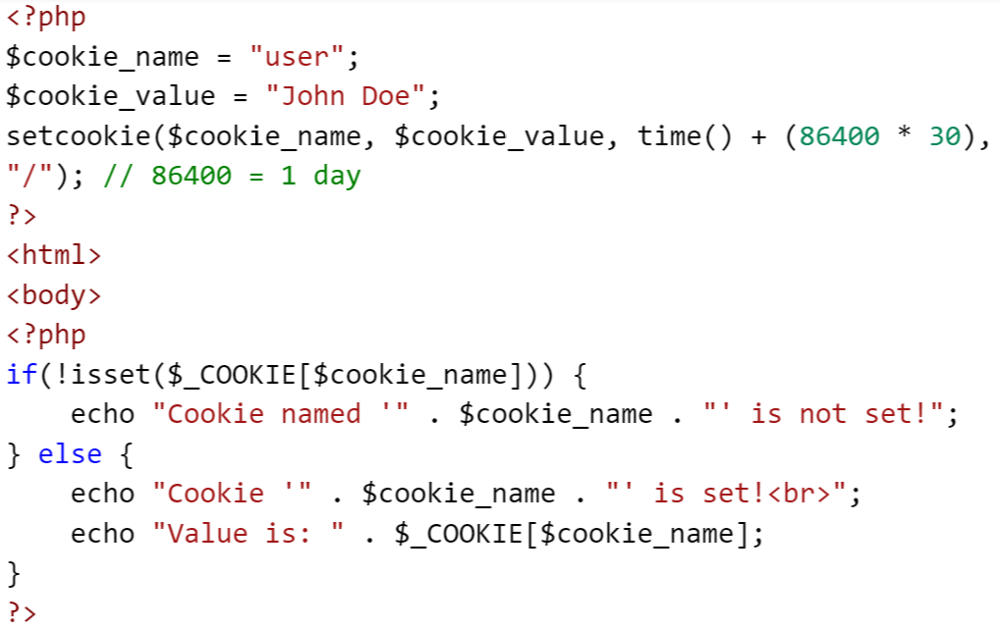 <?php
$cookie_name = "user";
$cookie_value = "John Doe";
setcookie($cookie_name, $cookie_value, time() + (86400 * 30),
"/"); // 86400 = 1 day
?>
<html>
<body>
<?php
if(!isset($_COOKIE[$cookie_name])) {
    echo "Cookie named '" . $cookie_name . "' is not set!";
} else {
    echo "Cookie '" . $cookie_name . "' is set!<br>";
    echo "Value is: " . $_COOKIE[$cookie_name];
}
?>